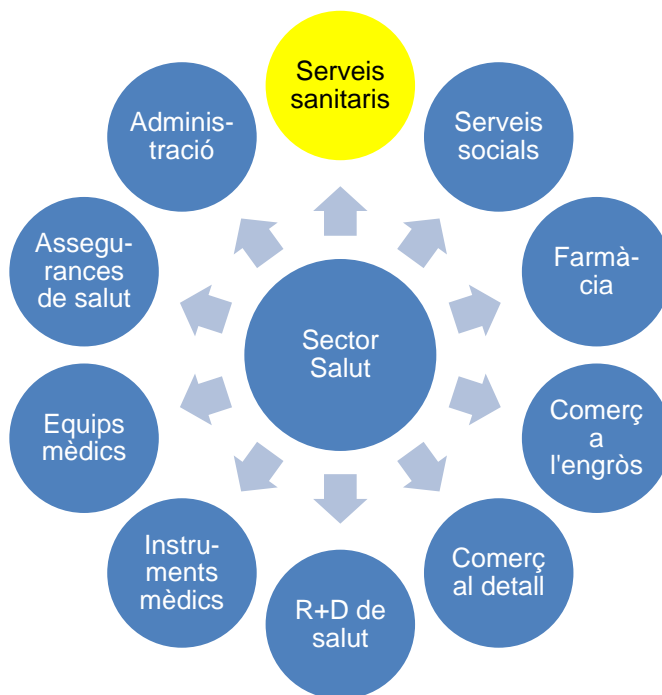 Serveis
sanitaris
Serveis
socials
Farmà-
cia
Comerç
a
l'engròs
Comerç
al detall
R+D de
salut
Instru-
ments
mèdics
Equips
mèdics
Assegu-
rances
de salut
Adminis-
tració
Sector
Salut